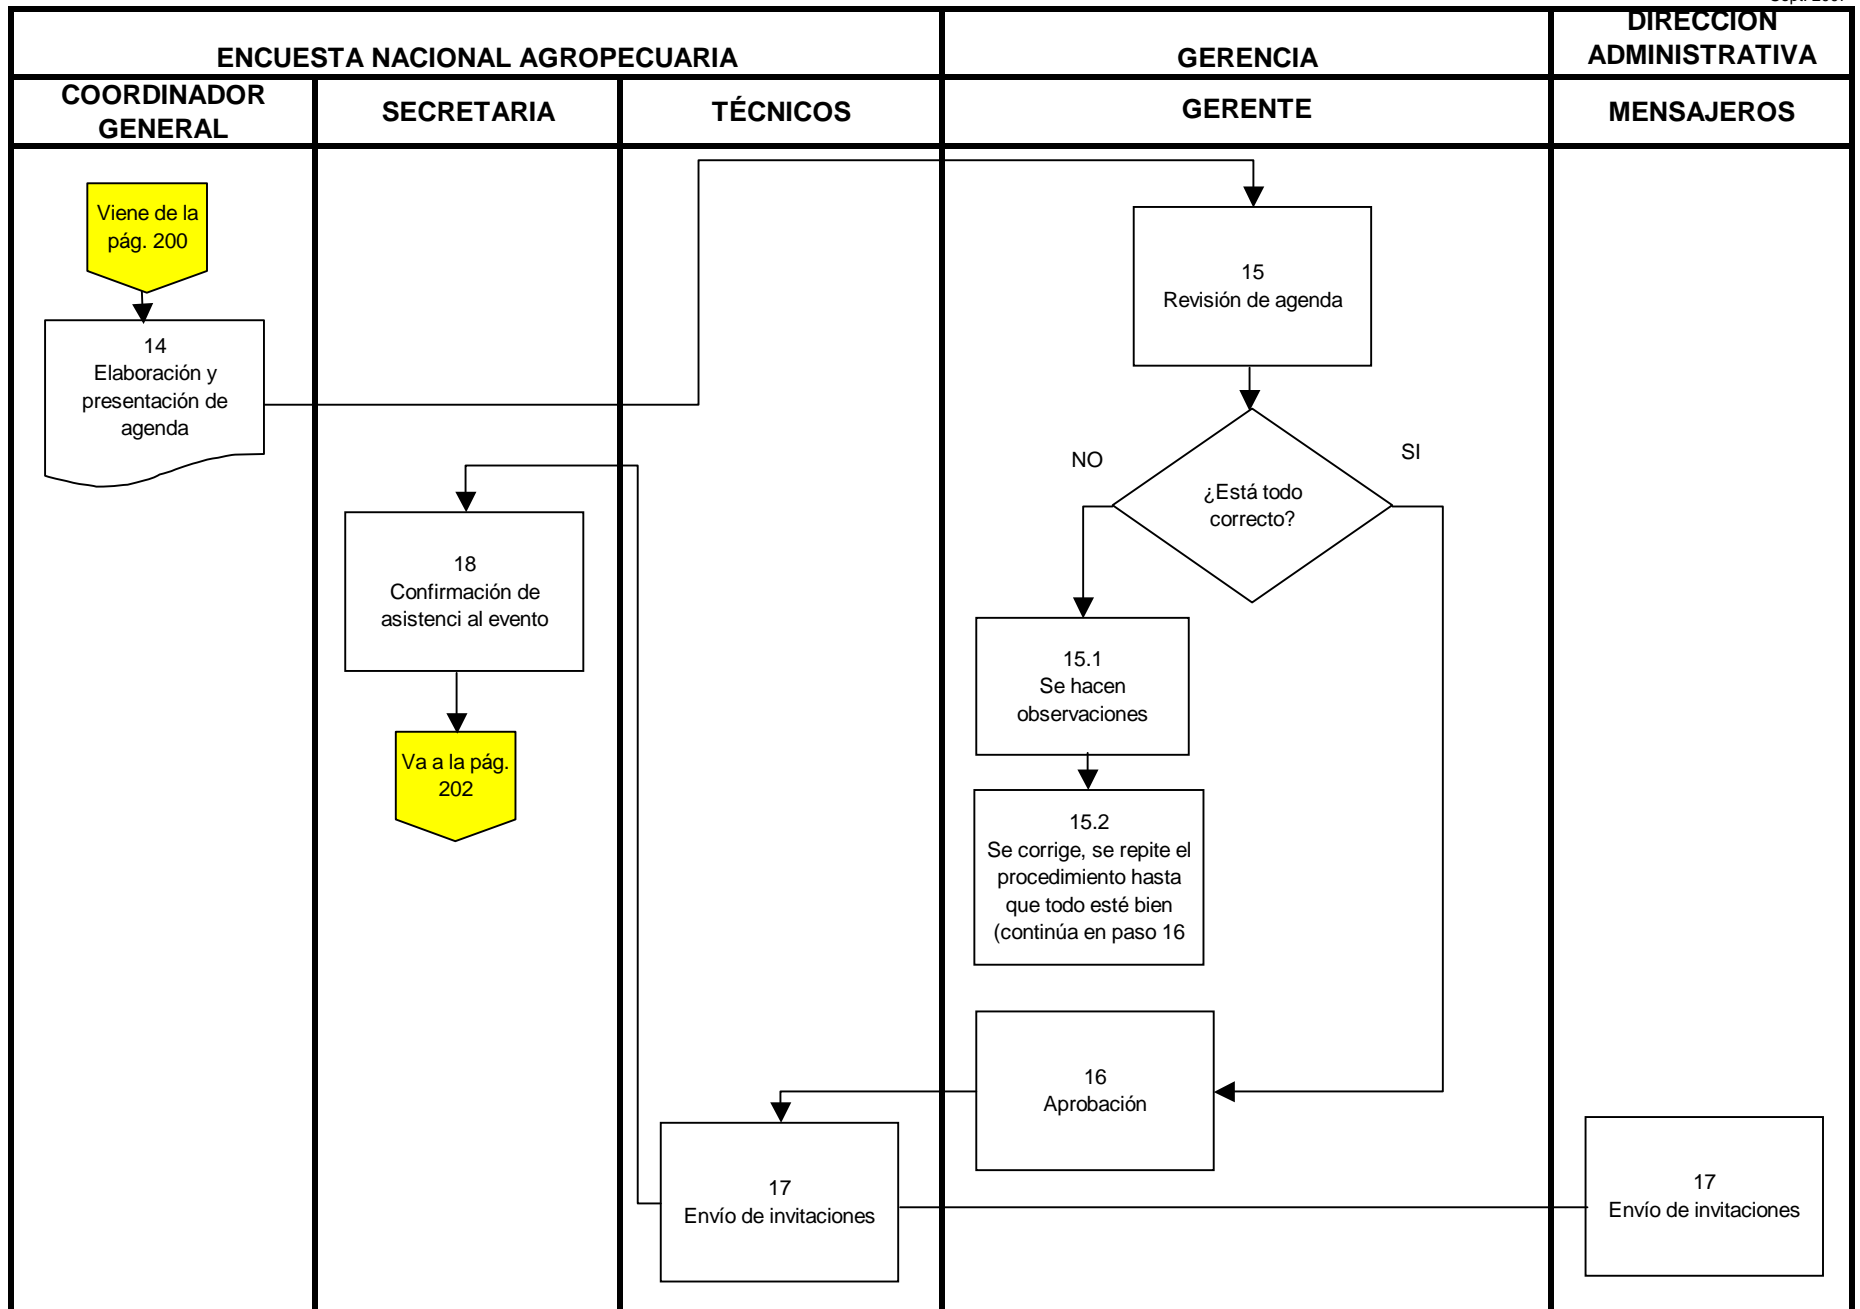 ENCUESTA NACIONAL AGROPECUARIA
GERENCIA
DIRECCIÓN
ADMINISTRATIVA
COORDINADOR
GENERAL
SECRETARIA
TÉCNICOS
GERENTE
MENSAJEROS
Viene de la
pág. 200
14
Elaboración y
presentación de
agenda
15
Revisión de agenda
NO
SI
¿Está todo
correcto?
18
Confirmación de
asistenci al evento
15.1
Se hacen
observaciones
Va a la pág.
202
15.2
Se corrige, se repite el
procedimiento hasta
que todo esté bien
(continúa en paso 16
16
Aprobación
17
Envío de invitaciones
17
Envío de invitaciones